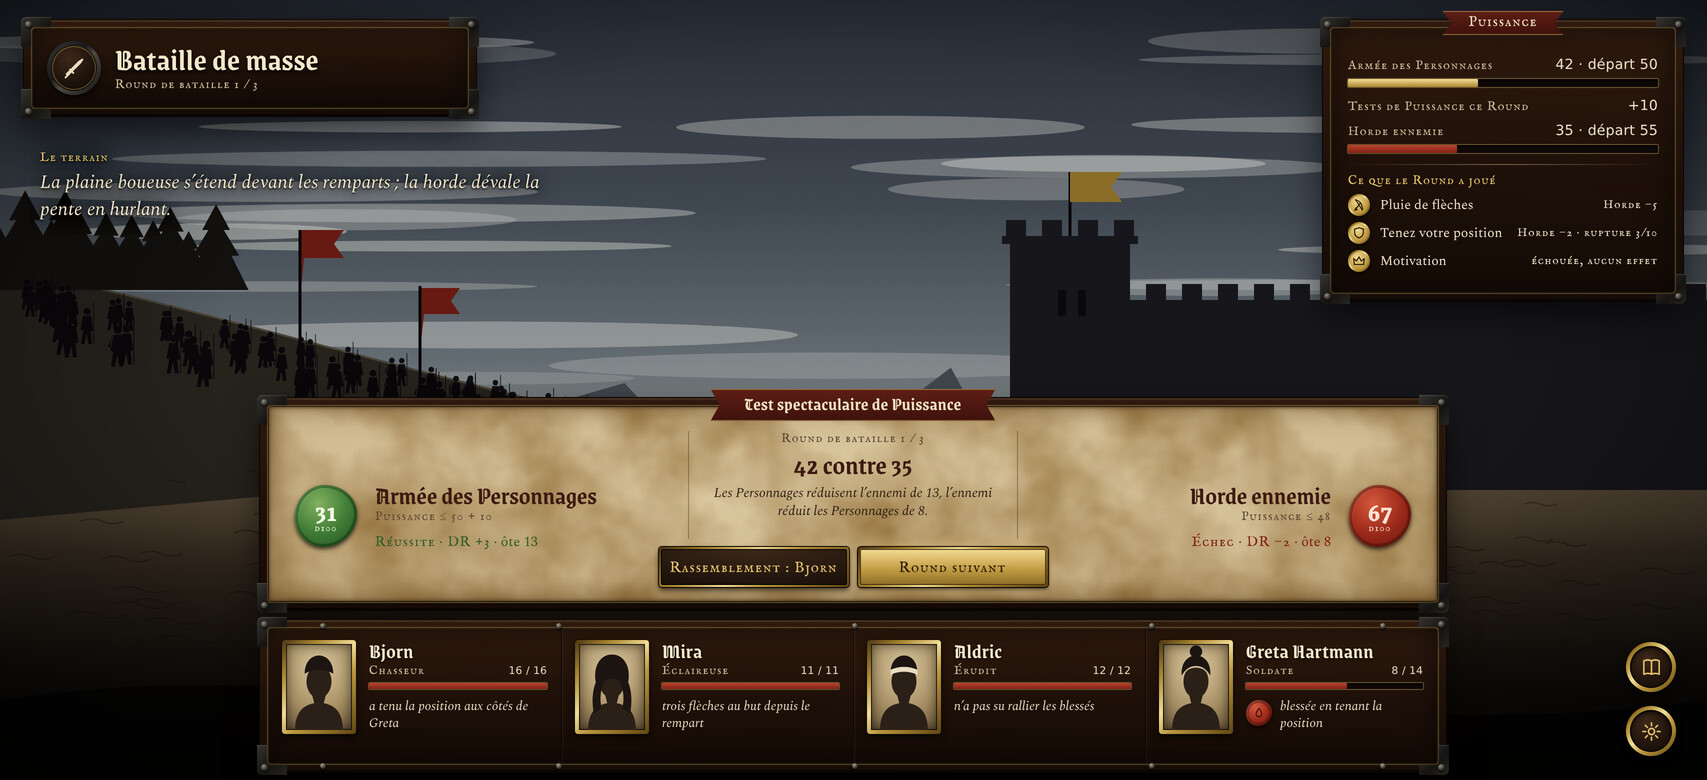 Bataille de masse
Round de bataille 1 / 3
Le terrain
La plaine boueuse s'étend devant les remparts ; la horde dévale la
pente en hurlant.
Puissance
Armée des Personnages 42 · départ 50
Tests de Puissance ce Round +10
Horde ennemie 35 · départ 55
Ce que le Round a joué
Pluie de flèches Horde −5
Tenez votre position Horde −2 · rupture 3/10
Motivation échouée, aucun effet
Test spectaculaire de Puissance
Round de bataille 1 / 3
42 contre 35
Les Personnages réduisent l'ennemi de 13, l'ennemi
réduit les Personnages de 8.
31
D100
Armée des Personnages
Puissance ≤ 50 + 10
Réussite · DR +3 · ôte 13
Horde ennemie
Puissance ≤ 48
Échec · DR −2 · ôte 8
67
D100
Rassemblement : Bjorn
Round suivant
Bjorn
Chasseur 16 / 16
a tenu la position aux côtés de
Greta
Mira
Éclaireuse 11 / 11
trois flèches au but depuis le
rempart
Aldric
Érudit 12 / 12
n'a pas su rallier les blessés
Greta Hartmann
Soldate 8 / 14
blessée en tenant la
position